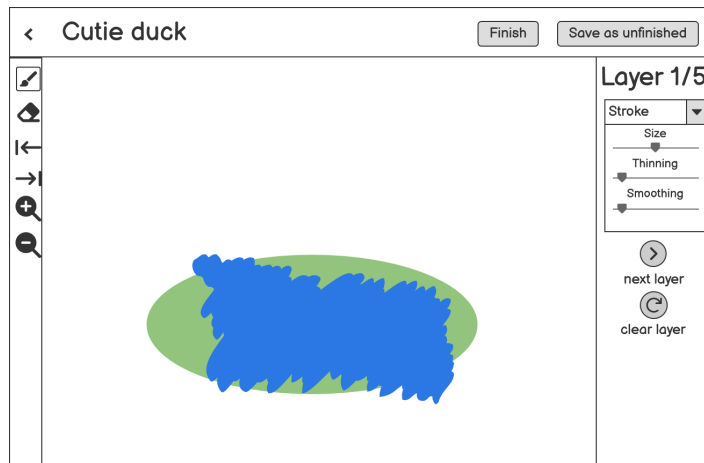 Cutie duck
Finish
Save as unfinished
Layer 1/5
Stroke
Size
Thinning
Smoothing
next layer
clear layer